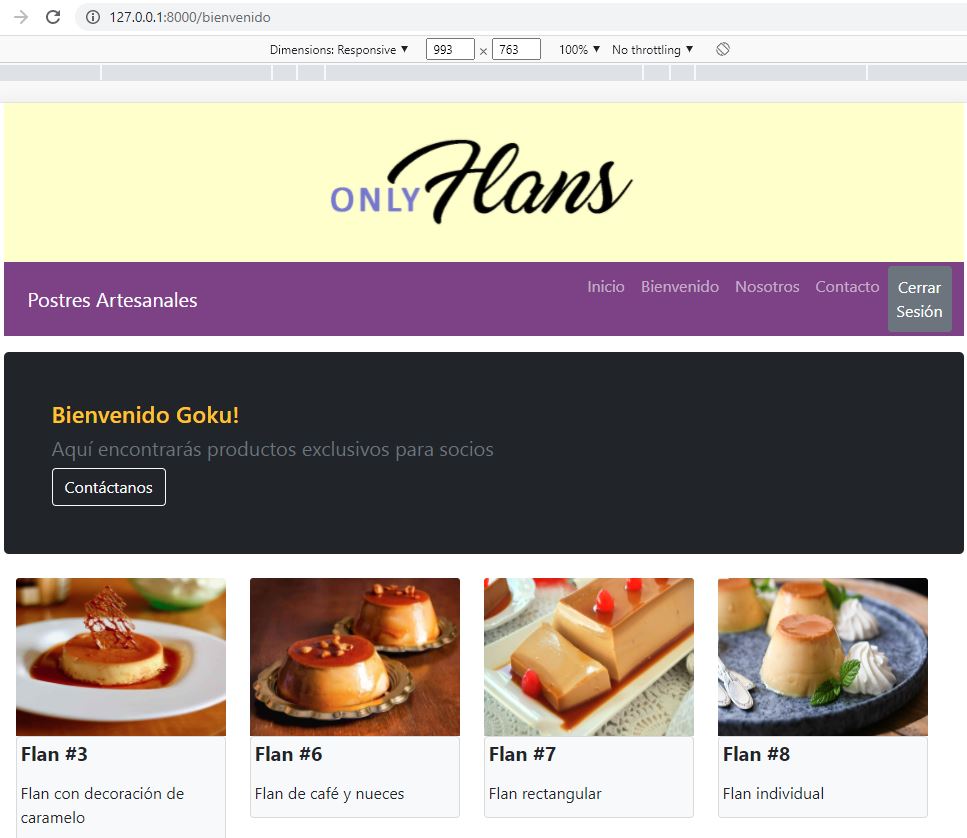 127.0.0.1:8000/bienvenido
Dimensions: Responsive ▼ 993 × 763 100% ▼ No throttling ▼
ONLY Flans
Postres Artesanales
Inicio Bienvenido Nosotros Contacto Cerrar Sesión
Bienvenido Goku!
Aquí encontrarás productos exclusivos para socios
Contáctanos
Flan #3
Flan con decoración de
caramelo
Flan #6
Flan de café y nueces
Flan #7
Flan rectangular
Flan #8
Flan individual